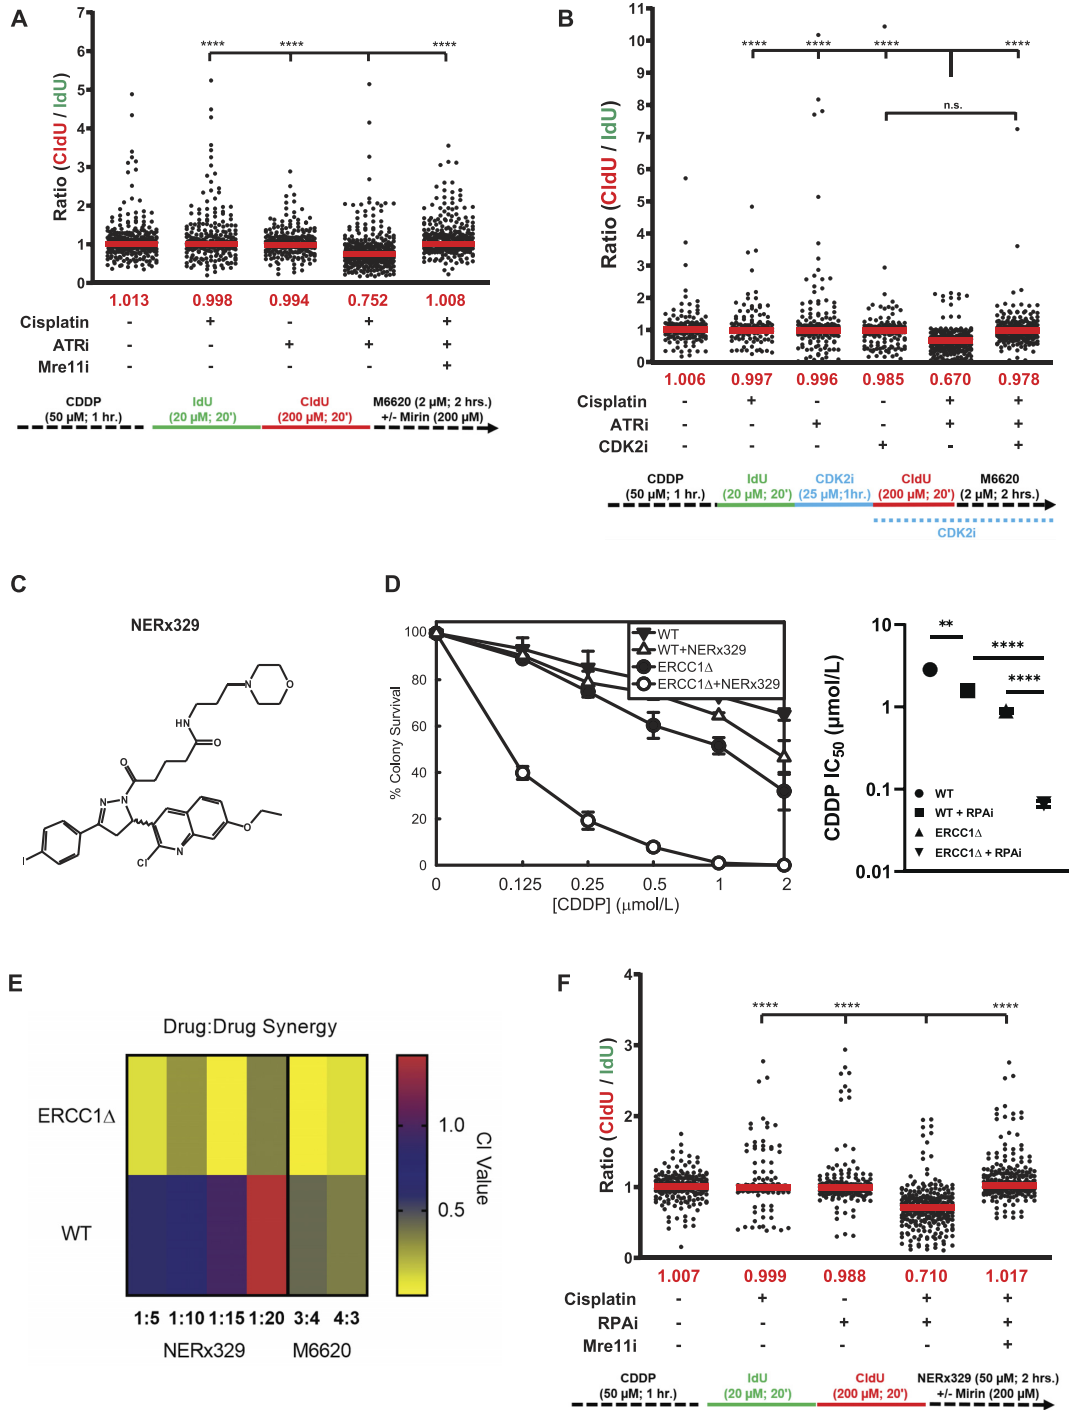 A
7
6
5
4
3
2
1
0
Ratio (CldU / IdU)
**** **** ****
1.013 0.998 0.994 0.752 1.008
Cisplatin - + - + +
ATRi - - + + +
Mre11i - - - - +
CDDP IdU CldU M6620 (2 µM; 2 hrs.)
(50 µM; 1 hr.) (20 µM; 20') (200 µM; 20') +/- Mirin (200 µM)
B
11
10
9
8
7
6
5
4
3
2
1
0
Ratio (CldU / IdU)
**** **** **** ****
n.s.
1.006 0.997 0.996 0.985 0.670 0.978
Cisplatin - + - - + +
ATRi - - + - + +
CDK2i - - - + - +
CDDP IdU CDK2i CldU M6620
(50 µM; 1 hr.) (20 µM; 20') (25 µM;1hr.) (200 µM; 20') (2 µM; 2 hrs.)
CDK2i
C
NERx329
N
O
HN
O
O
N
N
I
Cl
N
O
D
100
80
60
40
20
0
% Colony Survival
WT
WT+NERx329
ERCC1Δ
ERCC1Δ+NERx329
0 0.125 0.25 0.5 1 2
[CDDP] (μmol/L)
10
1
0.1
0.01
CDDP IC50 (µmol/L)
**
****
****
WT
WT + RPAi
ERCC1Δ
ERCC1Δ + RPAi
E
Drug:Drug Synergy
ERCC1Δ
WT
1:5 1:10 1:15 1:20 3:4 4:3
NERx329 M6620
1.0
0.5
CI Value
F
4
3
2
1
0
Ratio (CldU / IdU)
**** **** ****
1.007 0.999 0.988 0.710 1.017
Cisplatin - + - + +
RPAi - - + + +
Mre11i - - - - +
CDDP IdU CldU NERx329 (50 µM; 2 hrs.)
(50 µM; 1 hr.) (20 µM; 20') (200 µM; 20') +/- Mirin (200 µM)